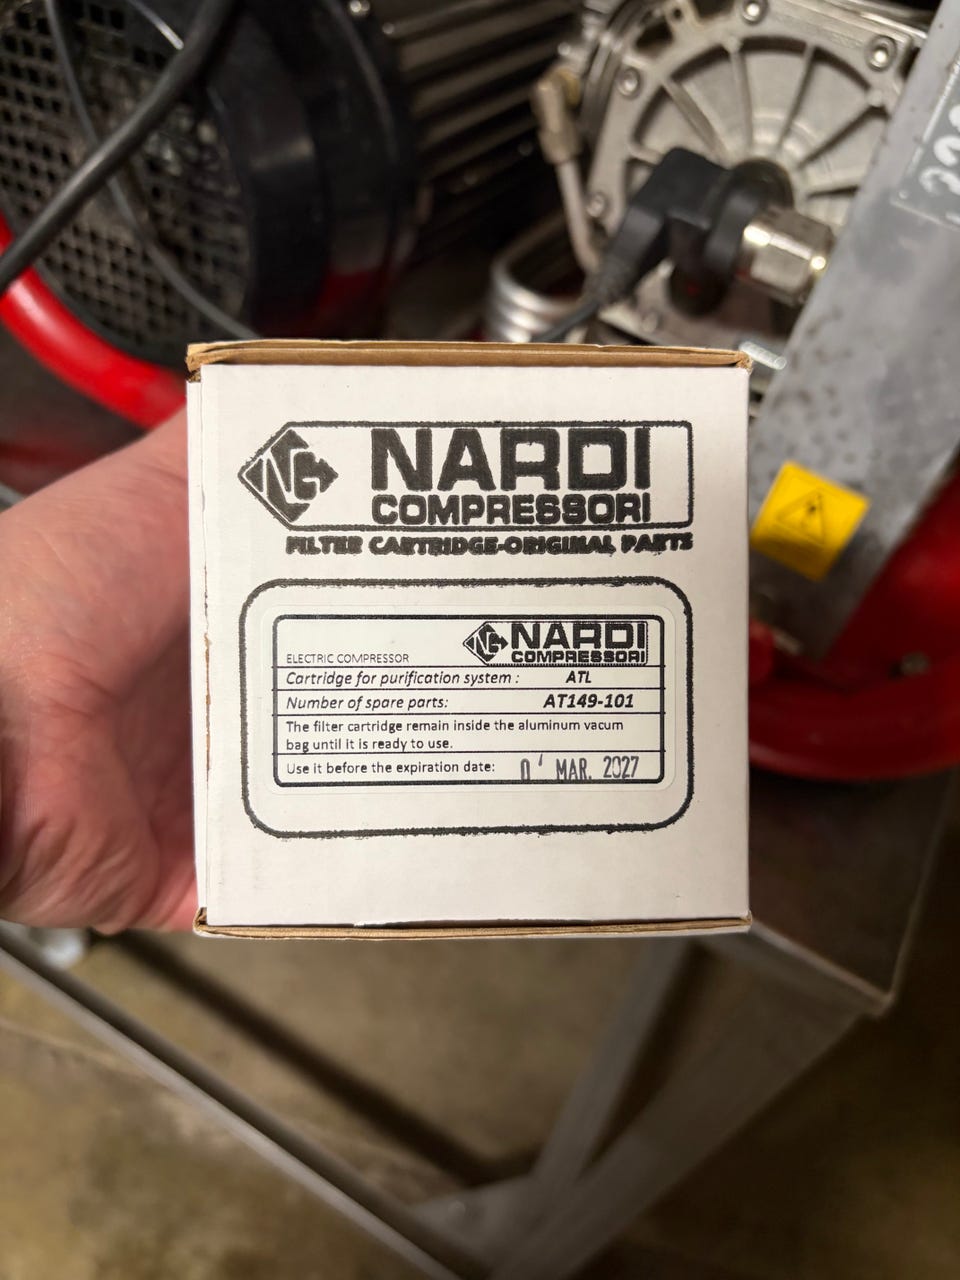 NARDI
COMPRESSORI
FILTER CARTRIDGE-ORIGINAL PARTS
NARDI
ELECTRIC COMPRESSOR COMPRESSORI
Cartridge for purification system : ATL
Number of spare parts: AT149-101
The filter cartridge remain inside the aluminum vacum
bag until it is ready to use.
Use it before the expiration date: MAR. 2027